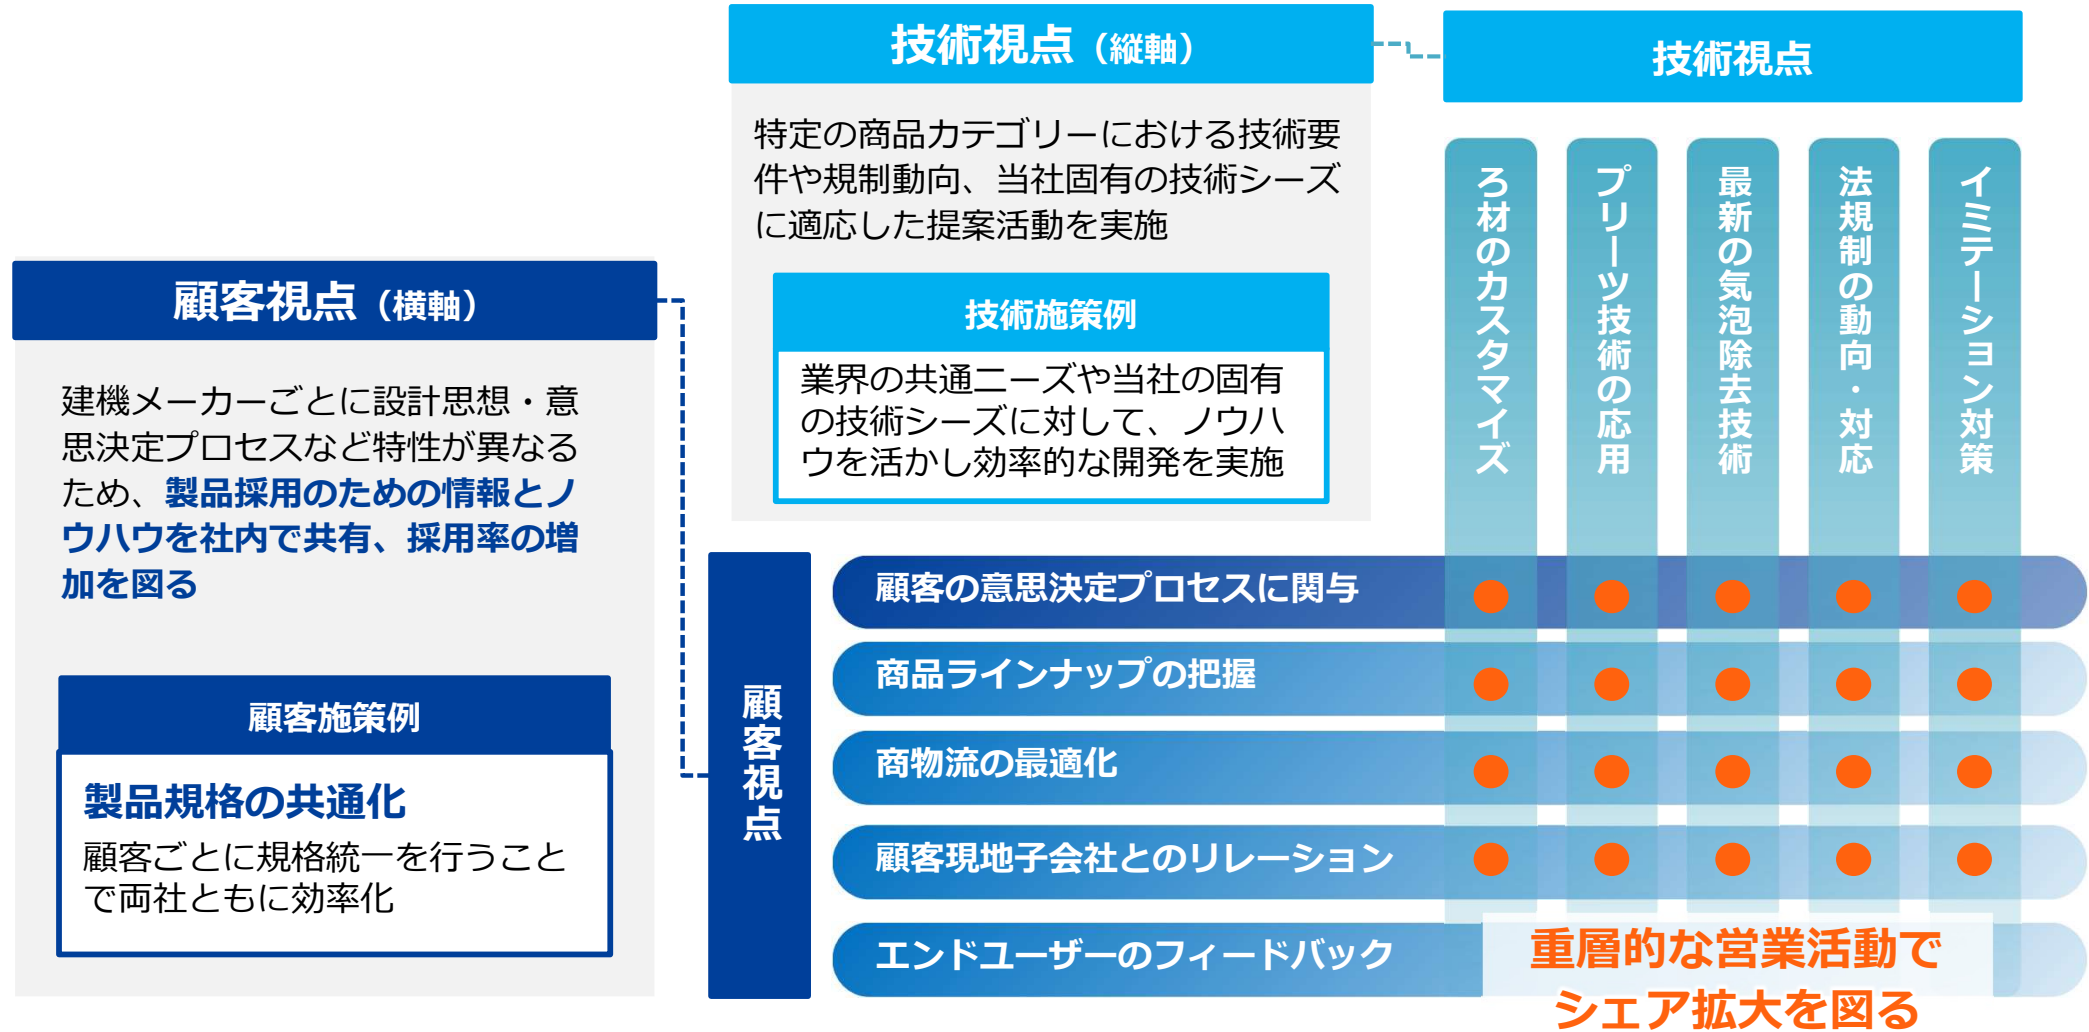 技術視点（縦軸）
特定の商品カテゴリーにおける技術要
件や規制動向、当社固有の技術シーズ
に適応した提案活動を実施
技術施策例
業界の共通ニーズや当社の固有
の技術シーズに対して、ノウハ
ウを活かし効率的な開発を実施
顧客視点（横軸）
建機メーカーごとに設計思想・意
思決定プロセスなど特性が異なる
ため、製品採用のための情報とノ
ウハウを社内で共有、採用率の増
加を図る
顧客施策例
製品規格の共通化
顧客ごとに規格統一を行うこと
で両社ともに効率化
技術視点
ろ材のカスタマイズ
プリーツ技術の応用
最新の気泡除去技術
法規制の動向・対応
イミテーション対策
顧客視点
顧客の意思決定プロセスに関与
商品ラインナップの把握
商物流の最適化
顧客現地子会社とのリレーション
エンドユーザーのフィードバック
重層的な営業活動で
シェア拡大を図る